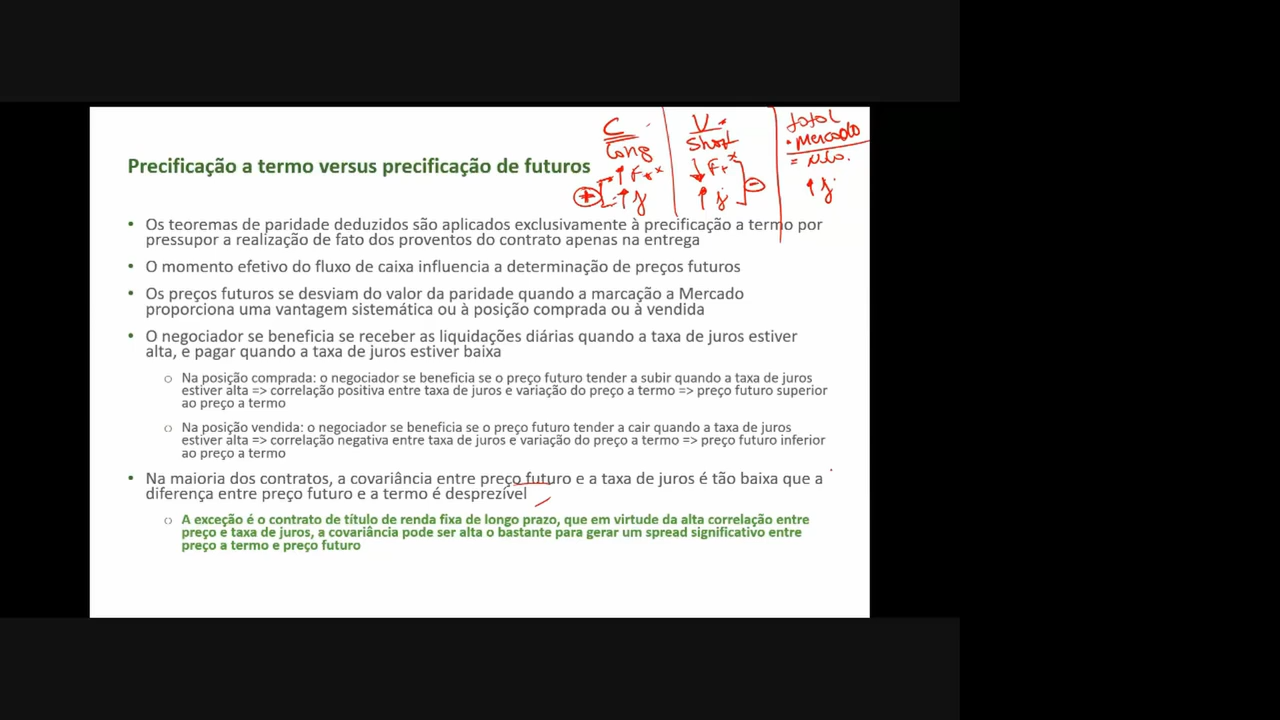 C
Long
↑ F
↑ j
+
V
Short
↓ F
↑ j
-
total
• Mercado
= Não.
↑ j
Precificação a termo versus precificação de futuros
• Os teoremas de paridade deduzidos são aplicados exclusivamente à precificação a termo por
pressupor a realização de fato dos proventos do contrato apenas na entrega
• O momento efetivo do fluxo de caixa influencia a determinação de preços futuros
• Os preços futuros se desviam do valor da paridade quando a marcação a Mercado
proporciona uma vantagem sistemática ou à posição comprada ou à vendida
• O negociador se beneficia se receber as liquidações diárias quando a taxa de juros estiver
alta, e pagar quando a taxa de juros estiver baixa
o Na posição comprada: o negociador se beneficia se o preço futuro tender a subir quando a taxa de juros
estiver alta => correlação positiva entre taxa de juros e variação do preço a termo => preço futuro superior
ao preço a termo
o Na posição vendida: o negociador se beneficia se o preço futuro tender a cair quando a taxa de juros
estiver alta => correlação negativa entre taxa de juros e variação do preço a termo => preço futuro inferior
ao preço a termo
• Na maioria dos contratos, a covariância entre preço futuro e a taxa de juros é tão baixa que a
diferença entre preço futuro e a termo é desprezível
o A exceção é o contrato de título de renda fixa de longo prazo, que em virtude da alta correlação entre
preço e taxa de juros, a covariância pode ser alta o bastante para gerar um spread significativo entre
preço a termo e preço futuro